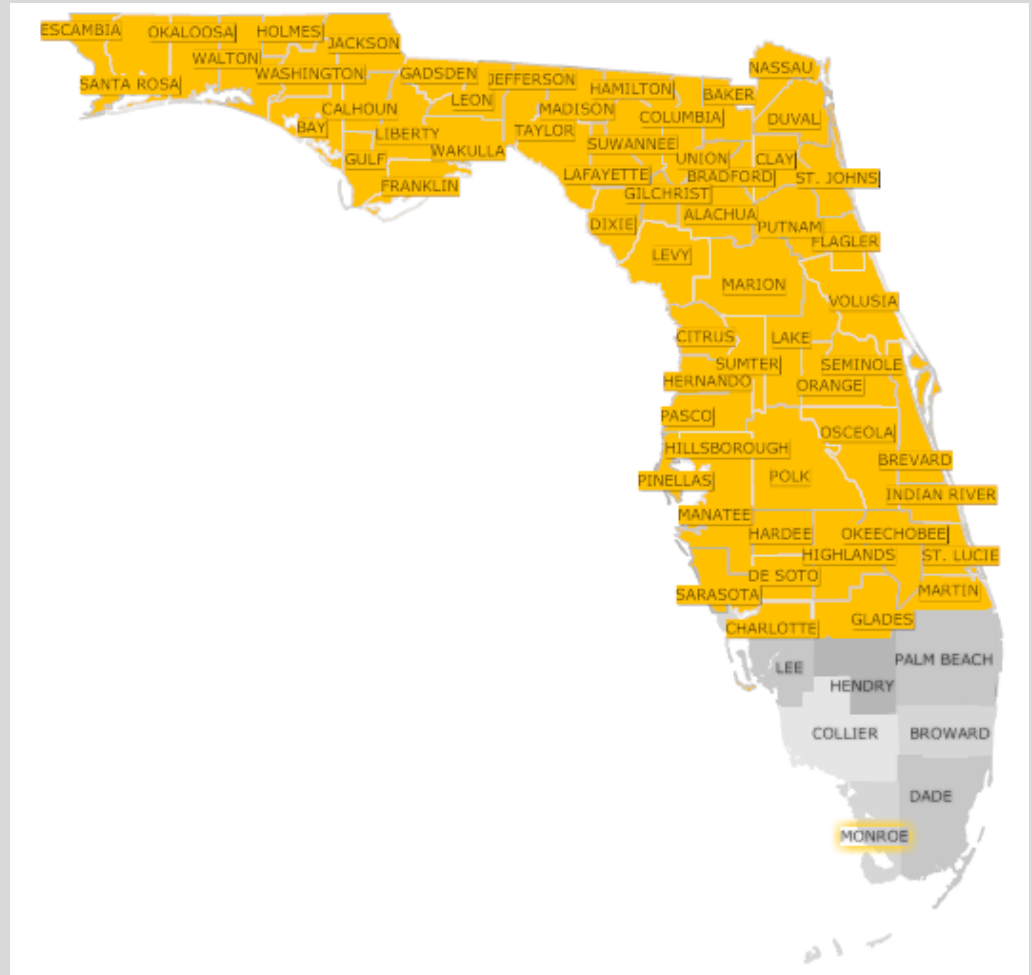 ESCAMBIA
OKALOOSA
HOLMES
JACKSON
WALTON
SANTA ROSA
WASHINGTON
GADSDEN
JEFFERSON
NASSAU
HAMILTON
BAKER
LEON
CALHOUN
MADISON
COLUMBIA
DUVAL
BAY
LIBERTY
TAYLOR
SUWANNEE
WAKULLA
GULF
UNION
CLAY
LAFAYETTE
BRADFORD
ST. JOHNS
FRANKLIN
GILCHRIST
DIXIE
ALACHUA
PUTNAM
FLAGLER
LEVY
MARION
VOLUSIA
CITRUS
LAKE
SUMTER
SEMINOLE
HERNANDO
ORANGE
PASCO
OSCEOLA
HILLSBOROUGH
BREVARD
PINELLAS
POLK
INDIAN RIVER
MANATEE
HARDEE
OKEECHOBEE
HIGHLANDS
ST. LUCIE
DE SOTO
SARASOTA
MARTIN
CHARLOTTE
GLADES
LEE
PALM BEACH
HENDRY
COLLIER
BROWARD
DADE
MONROE